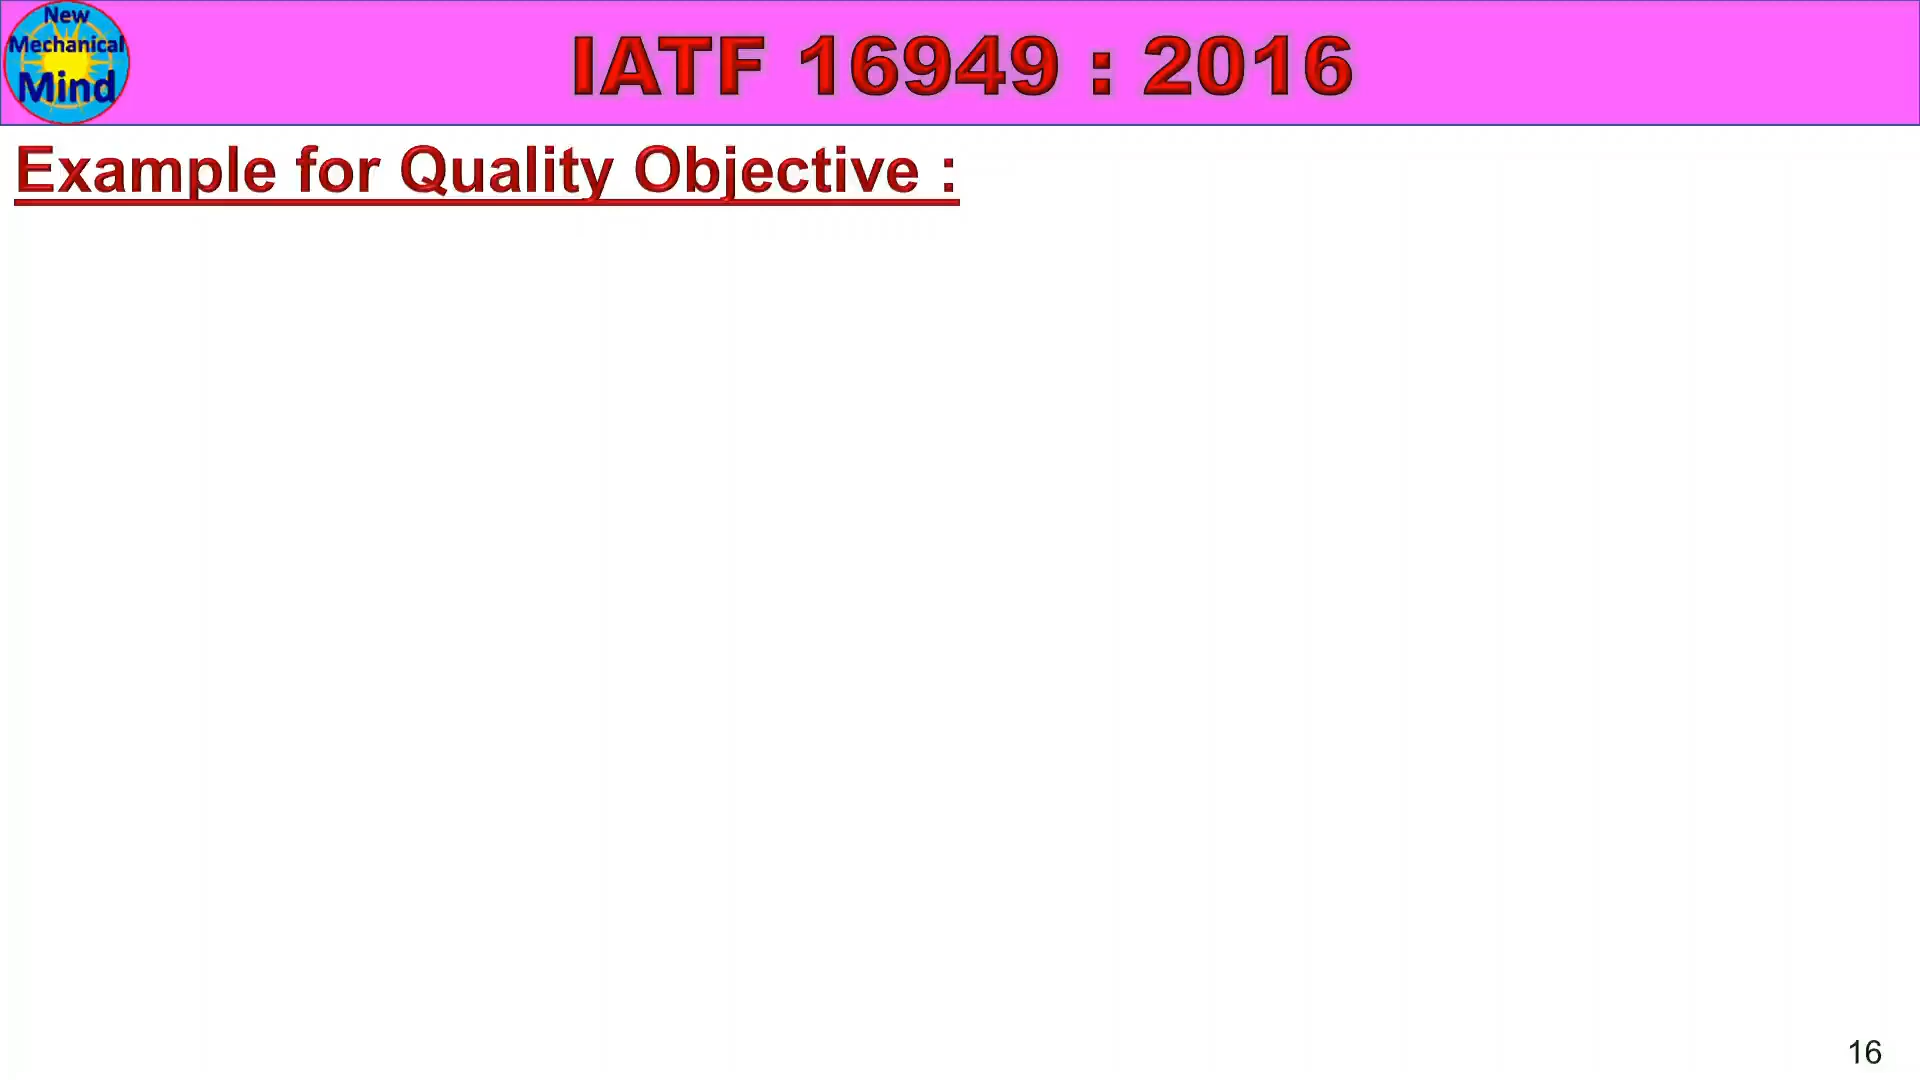 New
Mechanical
Mind
IATF 16949 : 2016
Example for Quality Objective :
16